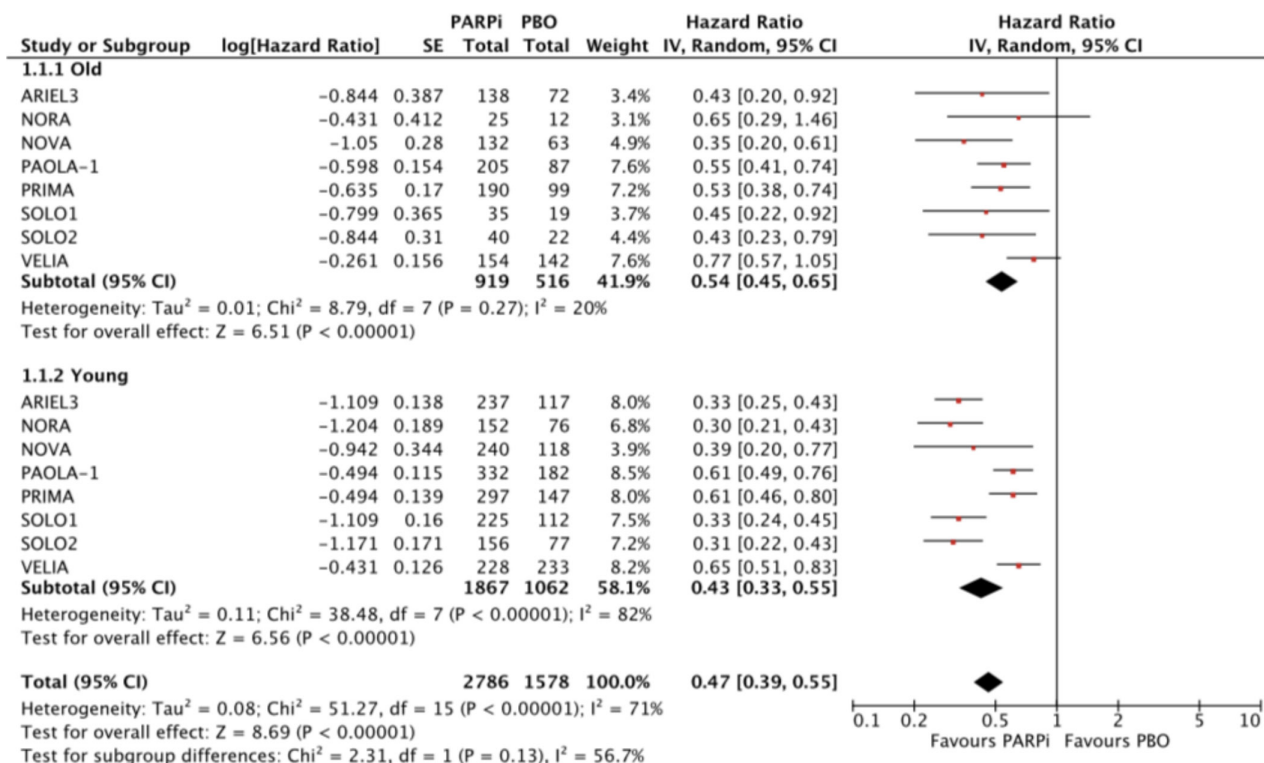 PARPi PBO Hazard Ratio Hazard Ratio
Study or Subgroup log[Hazard Ratio] SE Total Total Weight IV, Random, 95% CI IV, Random, 95% CI
1.1.1 Old
ARIEL3 −0.844 0.387 138 72 3.4% 0.43 [0.20, 0.92]
NORA −0.431 0.412 25 12 3.1% 0.65 [0.29, 1.46]
NOVA −1.05 0.28 132 63 4.9% 0.35 [0.20, 0.61]
PAOLA−1 −0.598 0.154 205 87 7.6% 0.55 [0.41, 0.74]
PRIMA −0.635 0.17 190 99 7.2% 0.53 [0.38, 0.74]
SOLO1 −0.799 0.365 35 19 3.7% 0.45 [0.22, 0.92]
SOLO2 −0.844 0.31 40 22 4.4% 0.43 [0.23, 0.79]
VELIA −0.261 0.156 154 142 7.6% 0.77 [0.57, 1.05]
Subtotal (95% CI) 919 516 41.9% 0.54 [0.45, 0.65]
Heterogeneity: Tau² = 0.01; Chi² = 8.79, df = 7 (P = 0.27); I² = 20%
Test for overall effect: Z = 6.51 (P < 0.00001)
1.1.2 Young
ARIEL3 −1.109 0.138 237 117 8.0% 0.33 [0.25, 0.43]
NORA −1.204 0.189 152 76 6.8% 0.30 [0.21, 0.43]
NOVA −0.942 0.344 240 118 3.9% 0.39 [0.20, 0.77]
PAOLA−1 −0.494 0.115 332 182 8.5% 0.61 [0.49, 0.76]
PRIMA −0.494 0.139 297 147 8.0% 0.61 [0.46, 0.80]
SOLO1 −1.109 0.16 225 112 7.5% 0.33 [0.24, 0.45]
SOLO2 −1.171 0.171 156 77 7.2% 0.31 [0.22, 0.43]
VELIA −0.431 0.126 228 233 8.2% 0.65 [0.51, 0.83]
Subtotal (95% CI) 1867 1062 58.1% 0.43 [0.33, 0.55]
Heterogeneity: Tau² = 0.11; Chi² = 38.48, df = 7 (P < 0.00001); I² = 82%
Test for overall effect: Z = 6.56 (P < 0.00001)
Total (95% CI) 2786 1578 100.0% 0.47 [0.39, 0.55]
Heterogeneity: Tau² = 0.08; Chi² = 51.27, df = 15 (P < 0.00001); I² = 71%
Test for overall effect: Z = 8.69 (P < 0.00001)
Test for subgroup differences: Chi² = 2.31, df = 1 (P = 0.13), I² = 56.7%
0.1 0.2 0.5 1 2 5 10
Favours PARPi Favours PBO